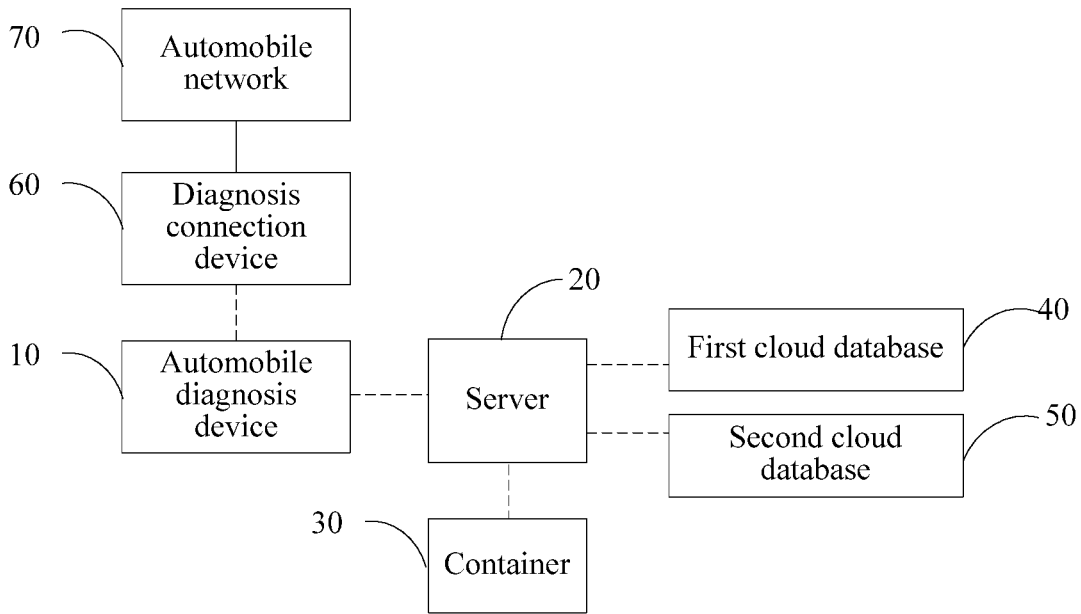 70
Automobile
network
60
Diagnosis
connection
device
20
40
First cloud database
10
Automobile
diagnosis
device
Server
50
Second cloud
database
30
Container